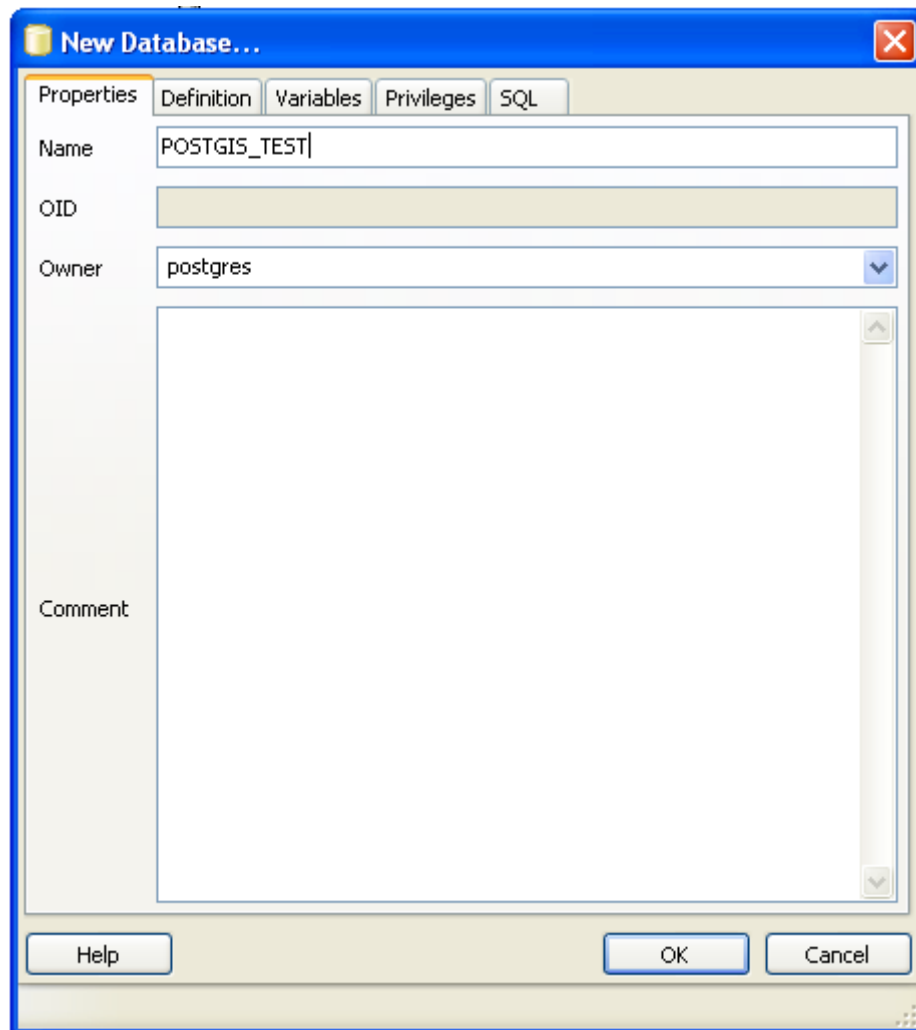 New Database...
Properties Definition Variables Privileges SQL
Name POSTGIS_TEST
OID
Owner postgres
Comment
Help OK Cancel